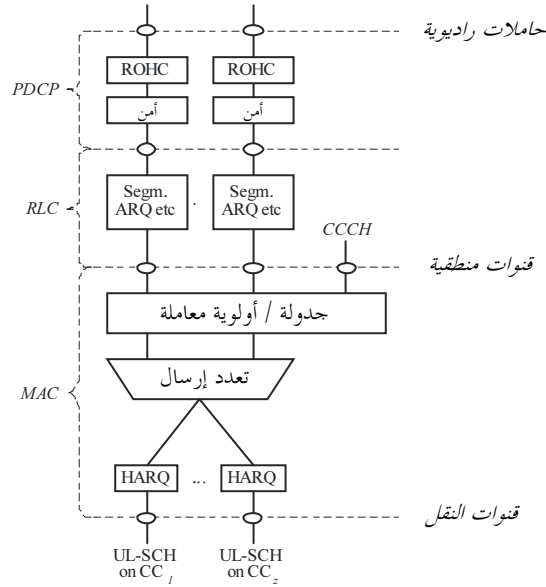 حاملات راديوية
ROHC
ROHC
PDCP
أمن
أمن
Segm.
ARQ etc
.
Segm.
ARQ etc
RLC
CCCH
قنوات منطقية
جدولة / أولوية معاملة
تعدد إرسال
MAC
HARQ
...
HARQ
قنوات النقل
UL-SCH
on CC1
UL-SCH
on CCz